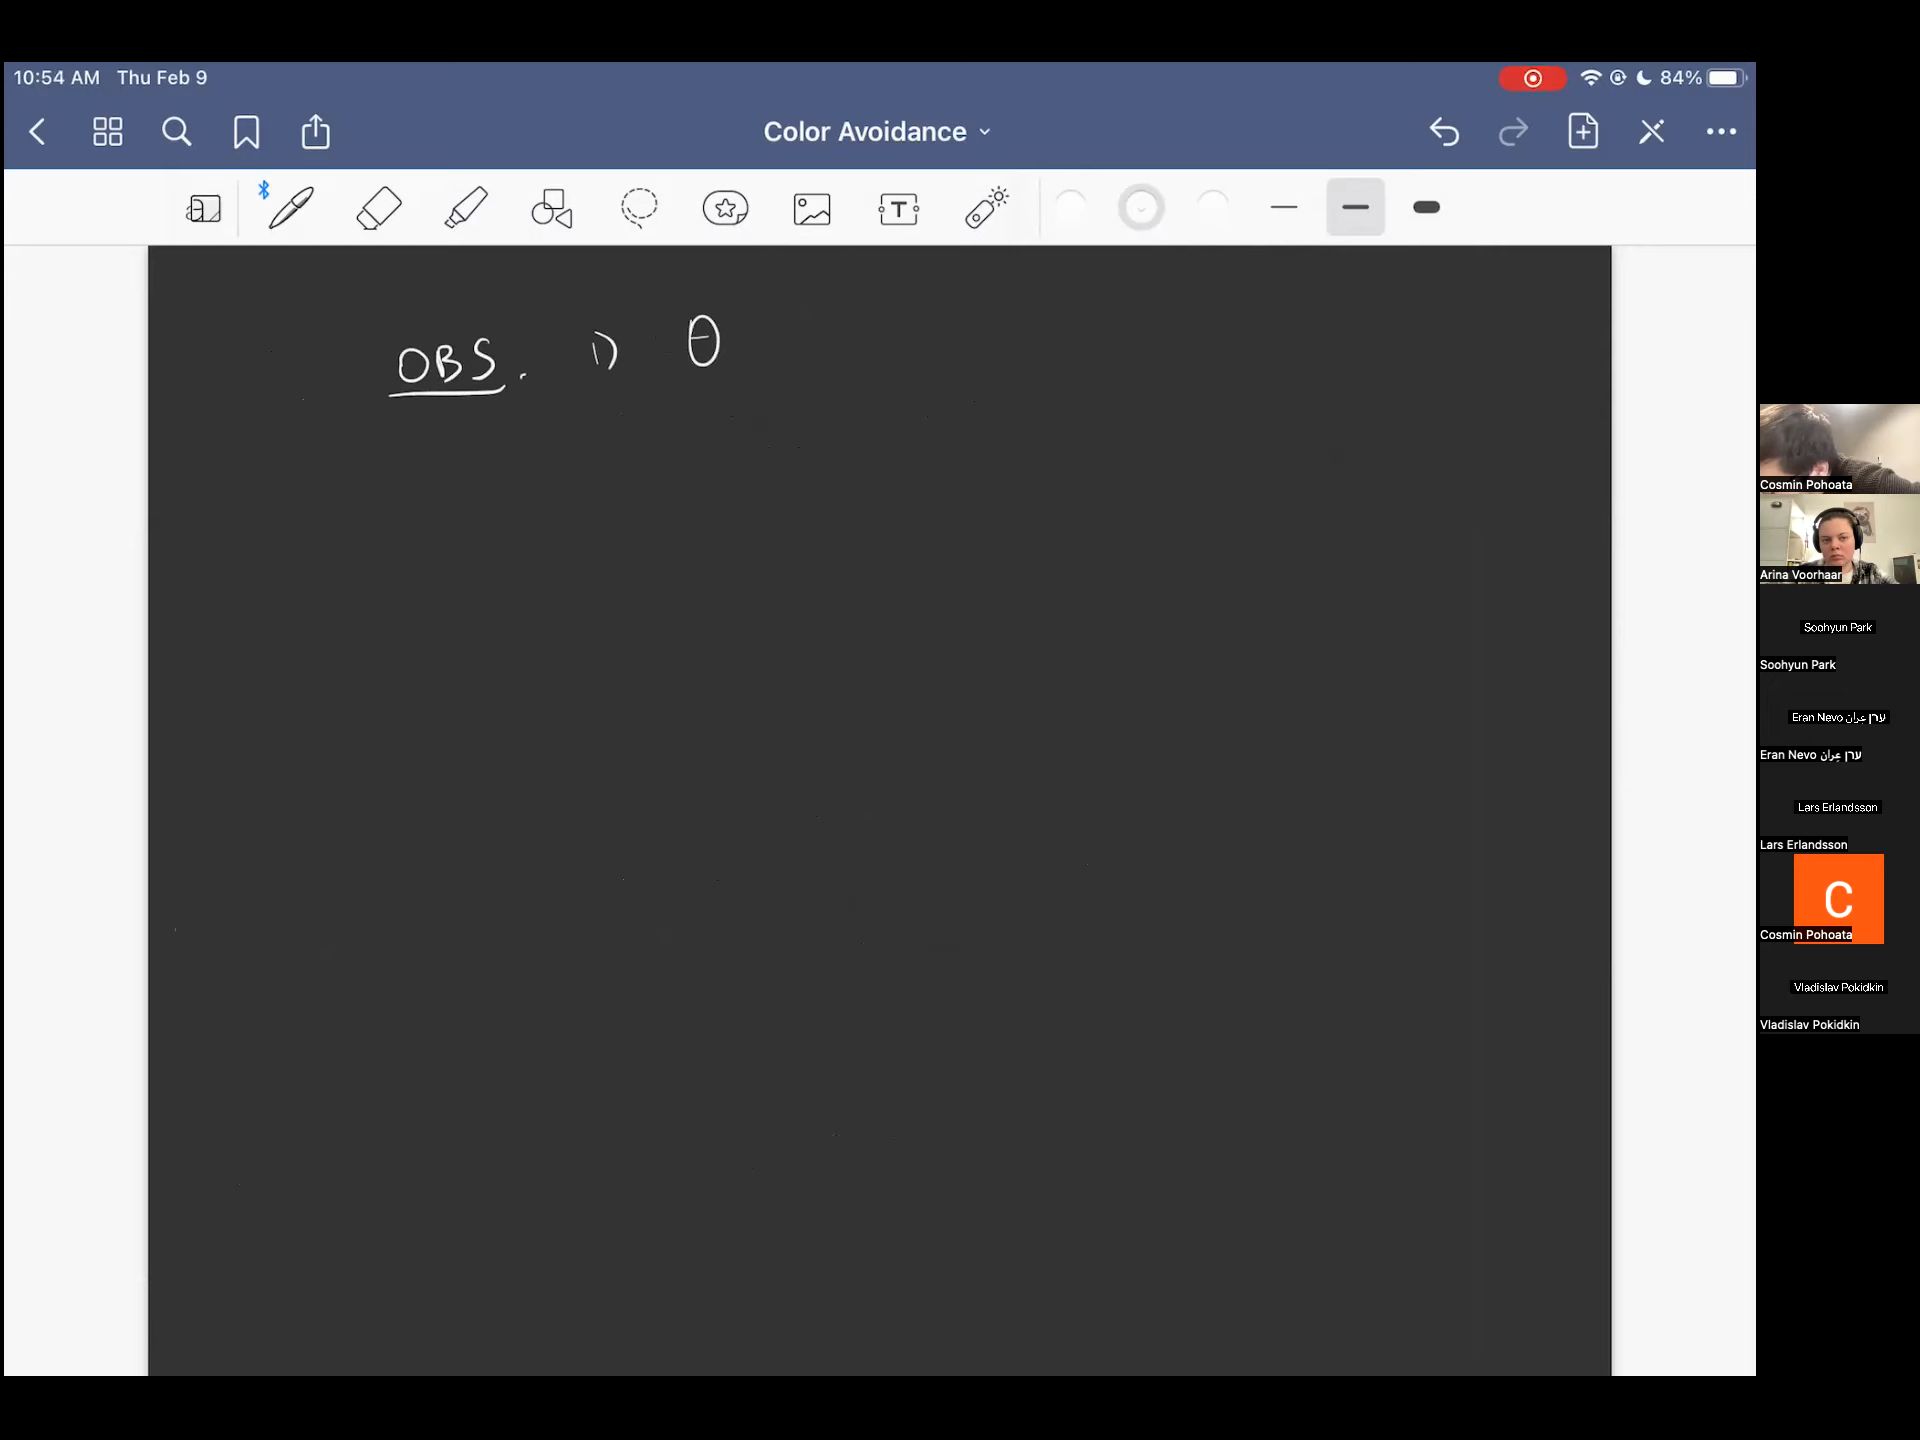 10:54 AM Thu Feb 9
84%
Color Avoidance
T
OBS. 1) θ
Cosmin Pohoata
Arina Voorhaar
Soohyun Park
Soohyun Park
Eran Nevo ערן عران
Eran Nevo ערן عران
Lars Erlandsson
Lars Erlandsson
C
Cosmin Pohoata
Vladislav Pokidkin
Vladislav Pokidkin